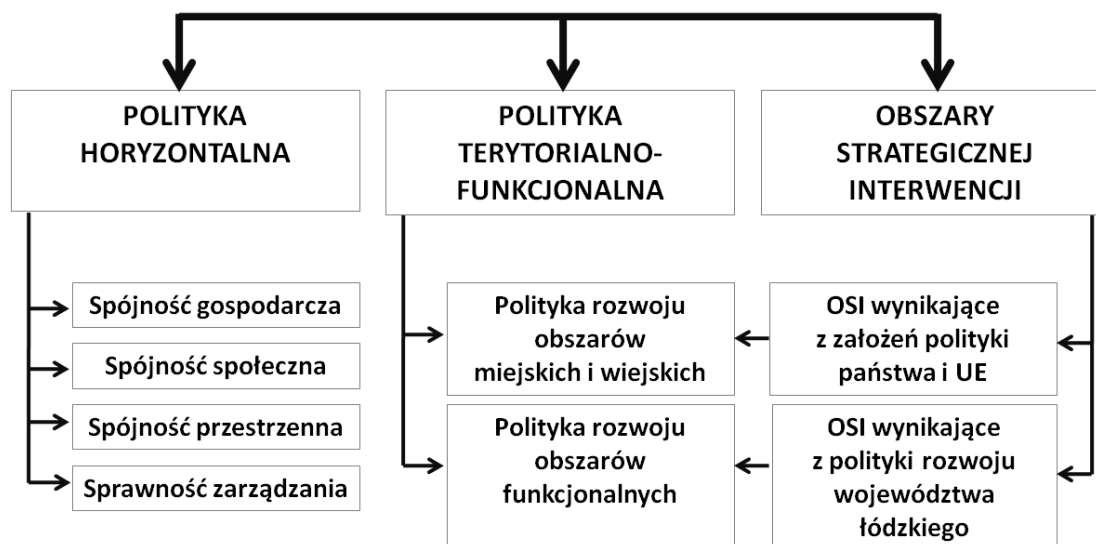 POLITYKA
HORYZONTALNA
Spójność gospodarcza
Spójność społeczna
Spójność przestrzenna
Sprawność zarządzania
POLITYKA
TERYTORIALNO-
FUNKCJONALNA
Polityka rozwoju
obszarów
miejskich i wiejskich
Polityka rozwoju
obszarów
funkcjonalnych
OBSZARY
STRATEGICZNEJ
INTERWENCJI
OSI wynikające
z założeń polityki
państwa i UE
OSI wynikające
z polityki rozwoju
województwa
łódzkiego